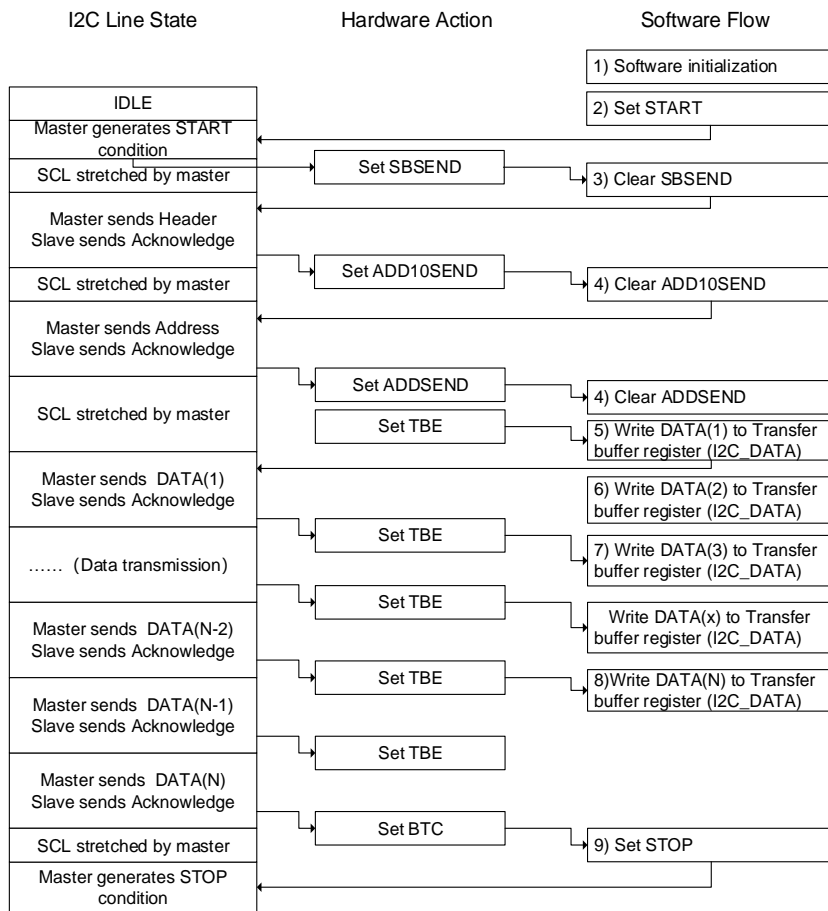 I2C Line State
Hardware Action
Software Flow
1) Software initialization
IDLE
2) Set START
Master generates START
condition
SCL stretched by master
Set SBSEND
3) Clear SBSEND
Master sends Header
Slave sends Acknowledge
SCL stretched by master
Set ADD10SEND
4) Clear ADD10SEND
Master sends Address
Slave sends Acknowledge
SCL stretched by master
Set ADDSEND
4) Clear ADDSEND
Set TBE
5) Write DATA(1) to Transfer
buffer register (I2C_DATA)
Master sends DATA(1)
Slave sends Acknowledge
6) Write DATA(2) to Transfer
buffer register (I2C_DATA)
Set TBE
7) Write DATA(3) to Transfer
buffer register (I2C_DATA)
…… (Data transmission)
Set TBE
Write DATA(x) to Transfer
buffer register (I2C_DATA)
Master sends DATA(N-2)
Slave sends Acknowledge
Set TBE
8)Write DATA(N) to Transfer
buffer register (I2C_DATA)
Master sends DATA(N-1)
Slave sends Acknowledge
Set TBE
Master sends DATA(N)
Slave sends Acknowledge
Set BTC
9) Set STOP
SCL stretched by master
Master generates STOP
condition